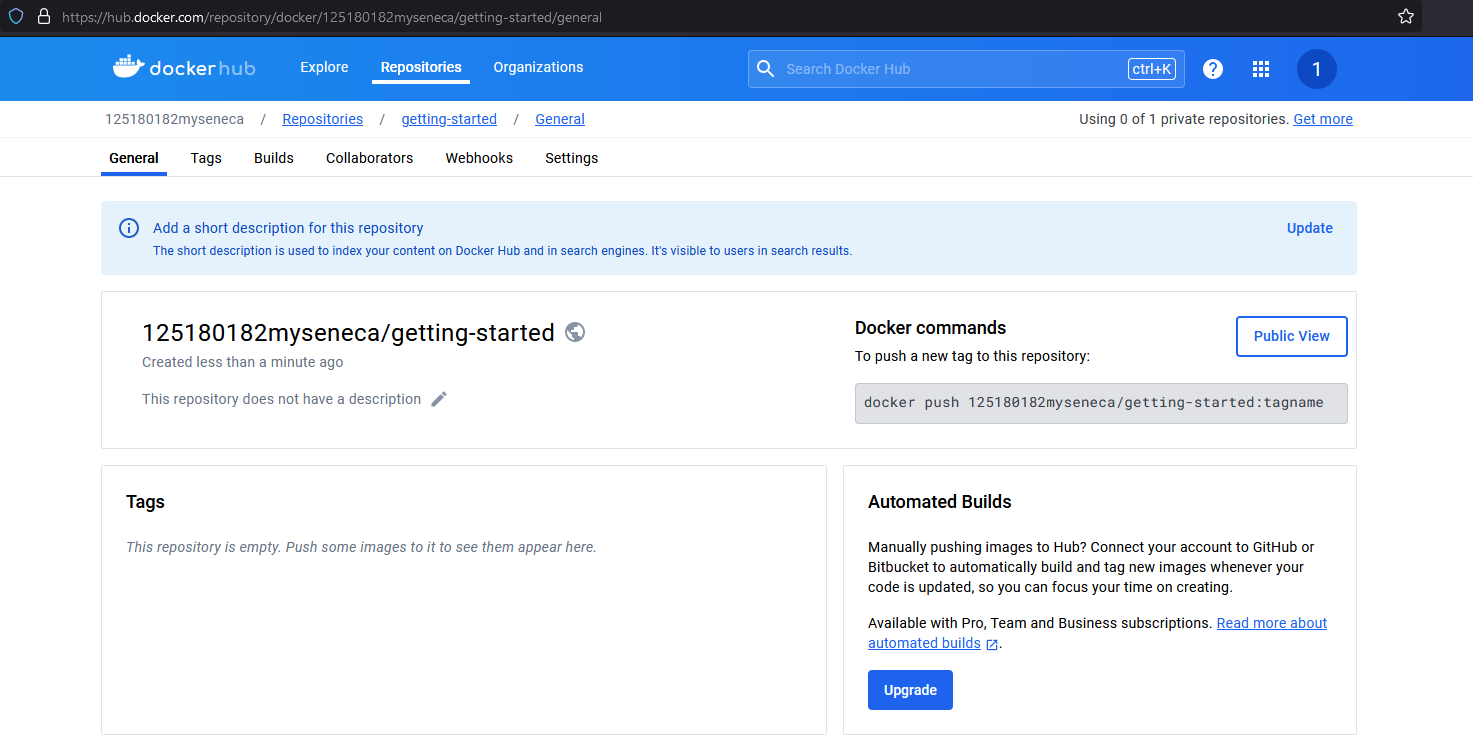 https://hub.docker.com/repository/docker/125180182myseneca/getting-started/general
dockerhub Explore Repositories Organizations Search Docker Hub ctrl+K ? 1
125180182myseneca / Repositories / getting-started / General Using 0 of 1 private repositories. Get more
General Tags Builds Collaborators Webhooks Settings
Add a short description for this repository Update
The short description is used to index your content on Docker Hub and in search engines. It's visible to users in search results.
125180182myseneca/getting-started
Created less than a minute ago
This repository does not have a description
Docker commands Public View
To push a new tag to this repository:
docker push 125180182myseneca/getting-started:tagname
Tags
This repository is empty. Push some images to it to see them appear here.
Automated Builds
Manually pushing images to Hub? Connect your account to GitHub or
Bitbucket to automatically build and tag new images whenever your
code is updated, so you can focus your time on creating.
Available with Pro, Team and Business subscriptions. Read more about
automated builds .
Upgrade